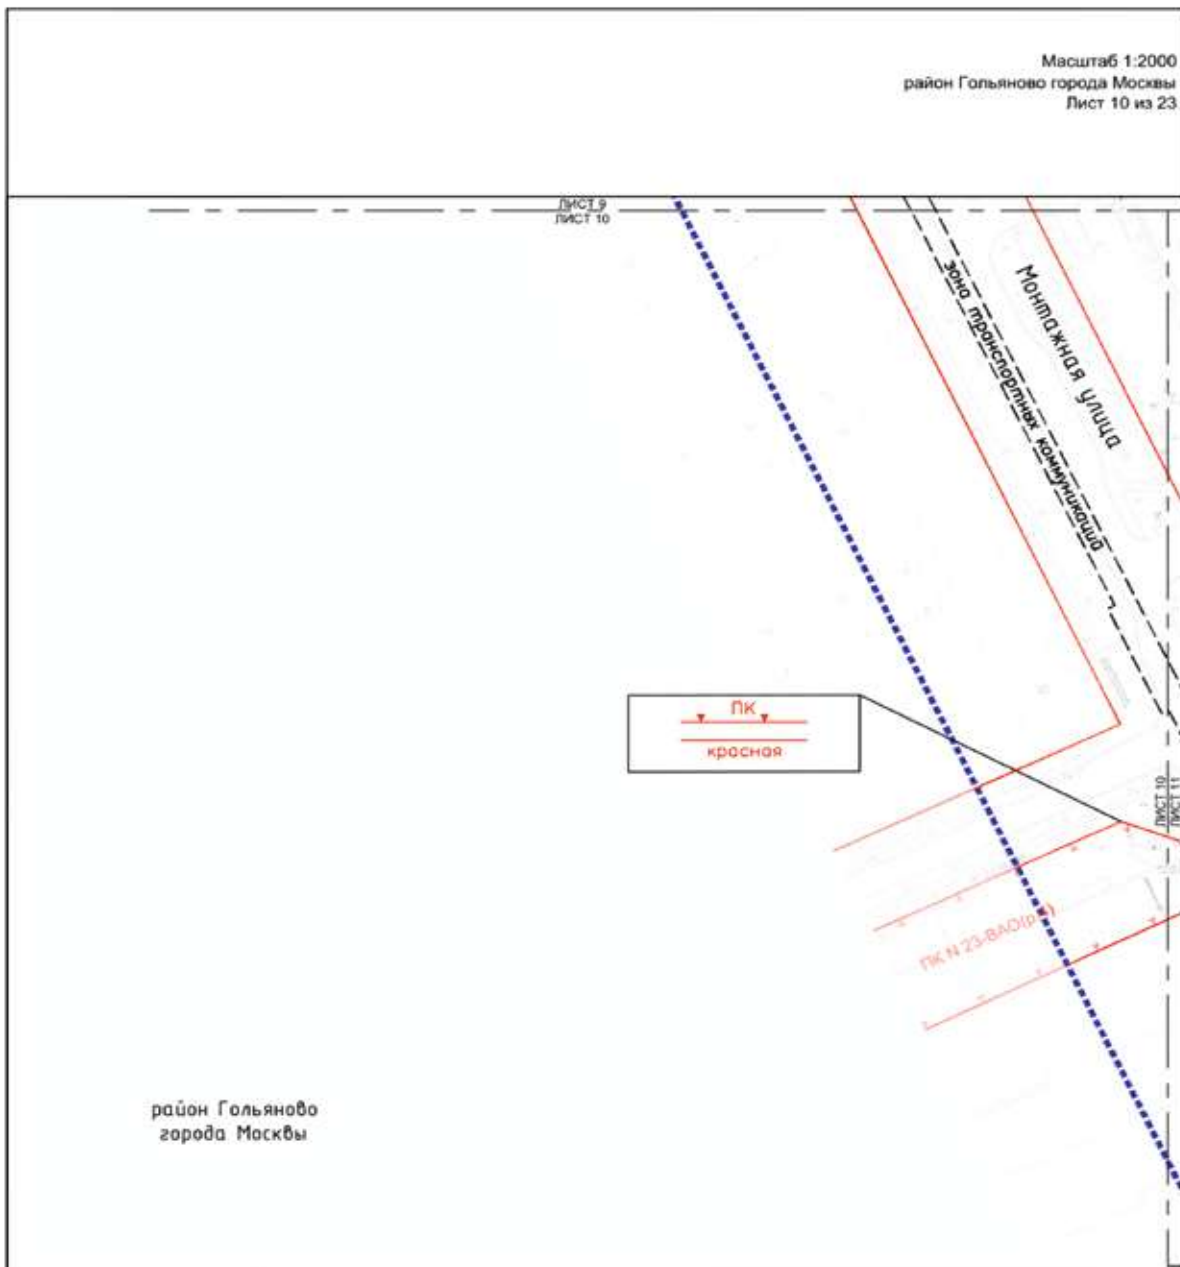 Масштаб 1:2000
район Гольяново города Москвы
Лист 10 из 23
ЛИСТ 9
ЛИСТ 10
зона транспортных коммуникаций
Монтажная улица
ПК
красная
ЛИСТ 10
ЛИСТ 11
ПК N 23-ВАО
район Гольяново
города Москвы